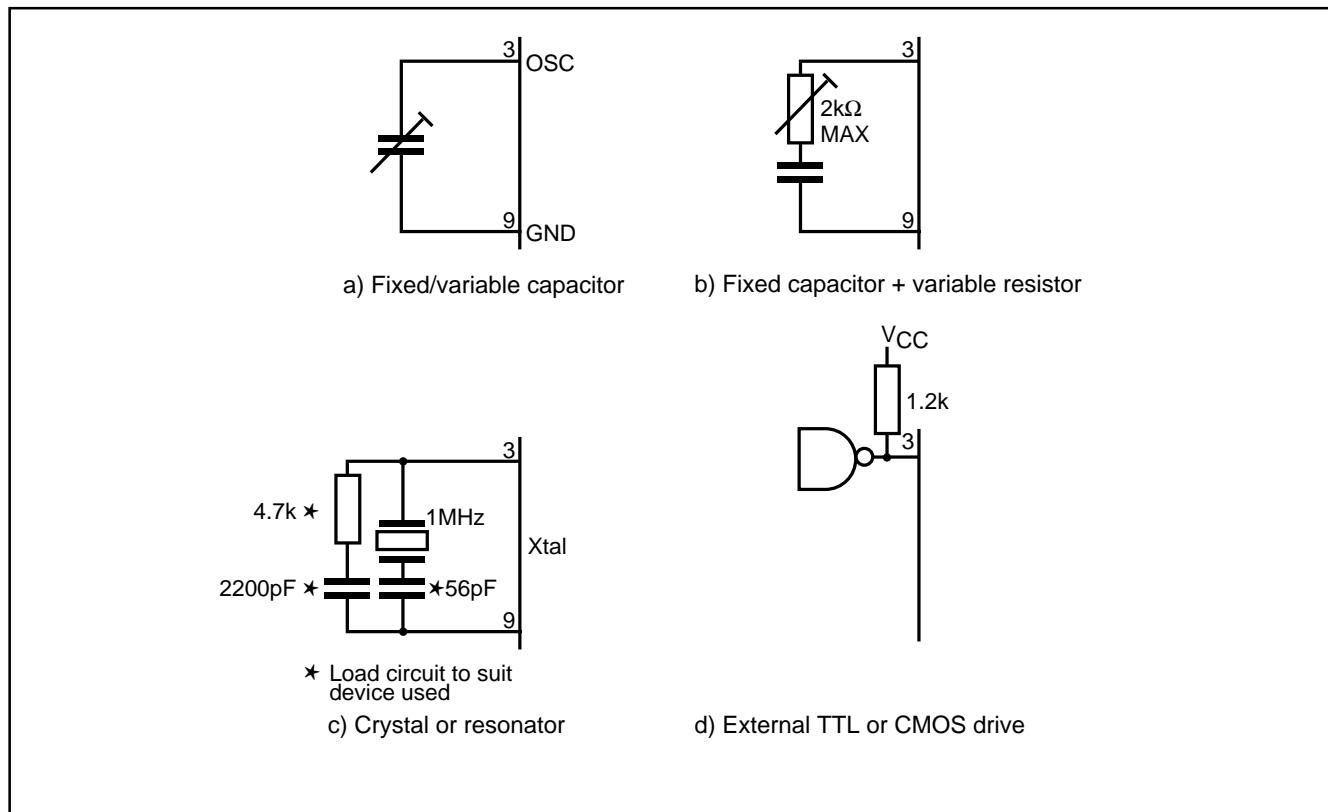 3
OSC
9
GND
a) Fixed/variable capacitor
3
2kΩ
MAX
9
b) Fixed capacitor + variable resistor
3
4.7k ★
1MHz
Xtal
2200pF ★
★56pF
9
★ Load circuit to suit
device used
c) Crystal or resonator
VCC
1.2k
3
d) External TTL or CMOS drive